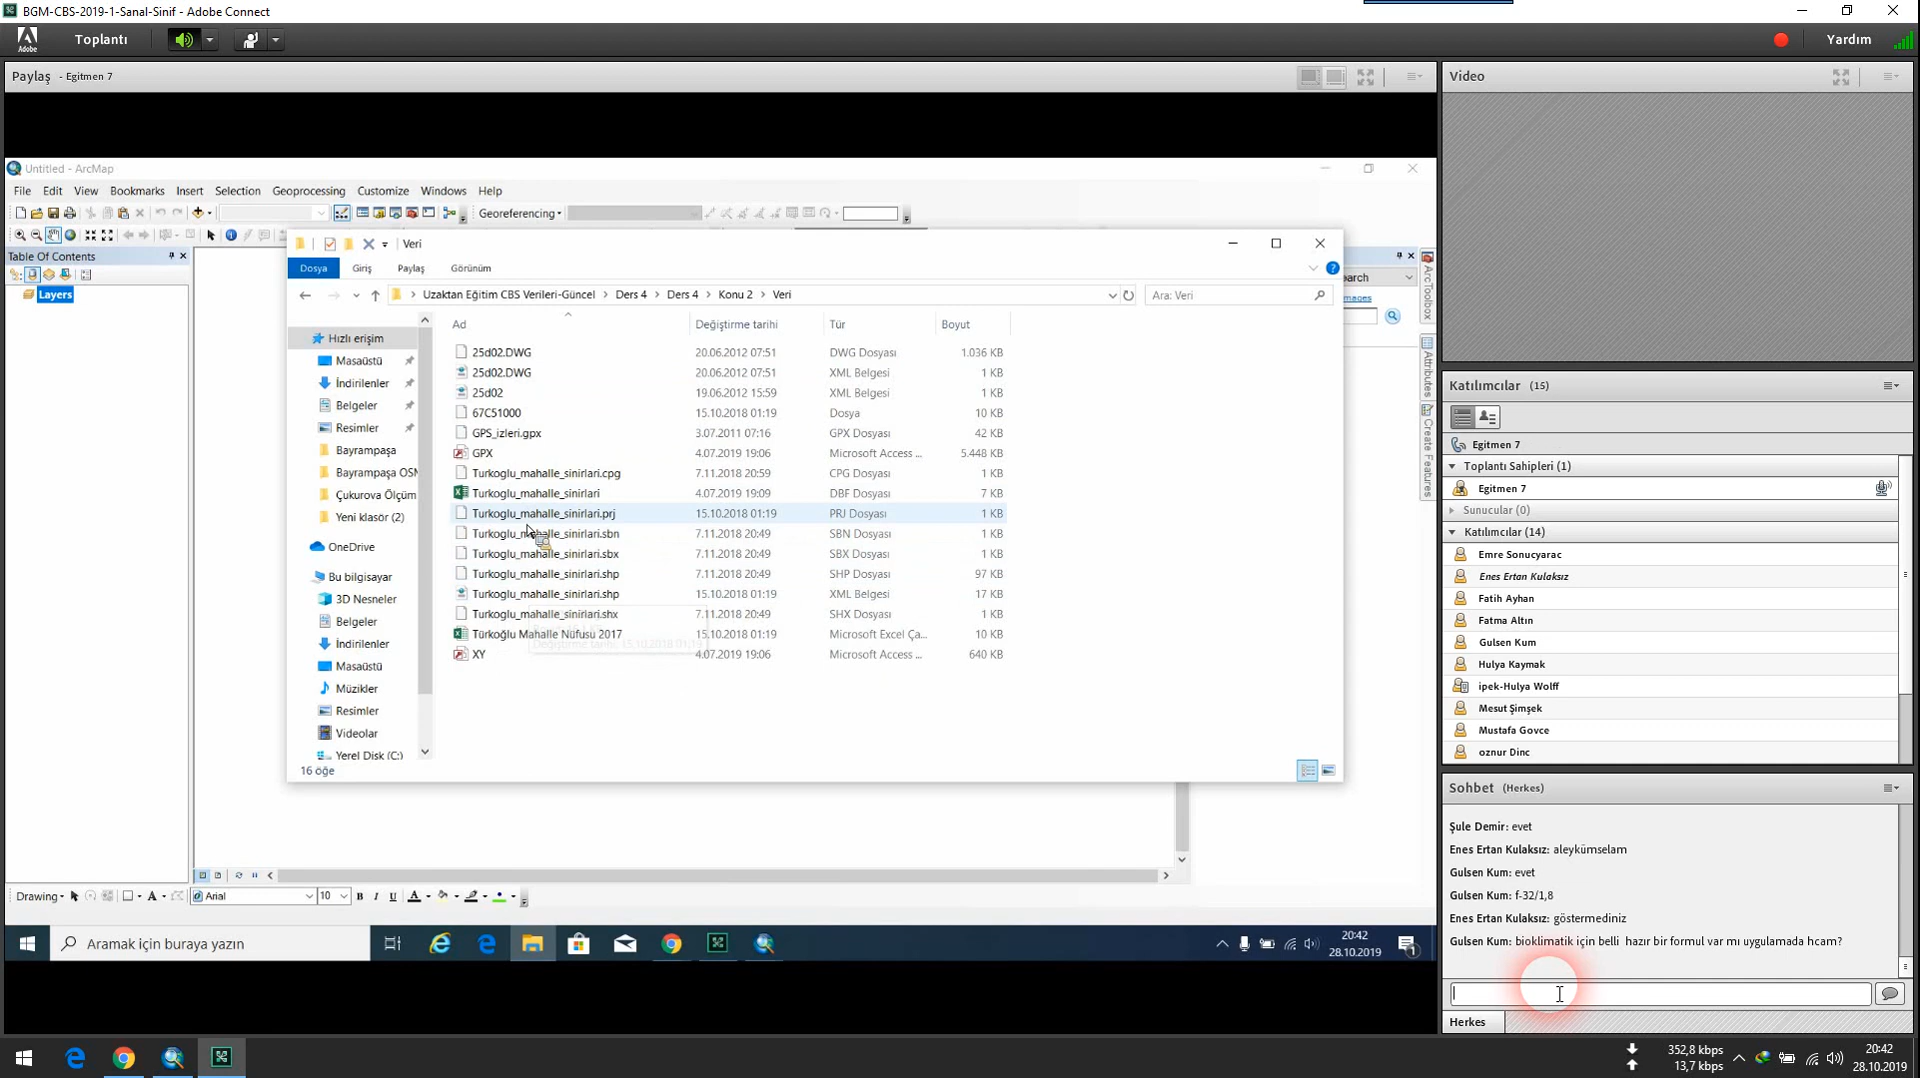 BGM-CBS-2019-1-Sanal-Sinif - Adobe Connect
Adobe
Toplantı
Yardım
Paylaş - Egitmen 7
Untitled - ArcMap
File Edit View Bookmarks Insert Selection Geoprocessing Customize Windows Help
Georeferencing
Table Of Contents
Layers
Veri
Dosya Giriş Paylaş Görünüm
Uzaktan Eğitim CBS Verileri-Güncel > Ders 4 > Ders 4 > Konu 2 > Veri
Ara: Veri
Hızlı erişim
Masaüstü
İndirilenler
Belgeler
Resimler
Bayrampaşa
Bayrampaşa OSM
Çukurova Ölçüm
Yeni klasör (2)
OneDrive
Bu bilgisayar
3D Nesneler
Belgeler
İndirilenler
Masaüstü
Müzikler
Resimler
Videolar
Yerel Disk (C:)
Ad Değiştirme tarihi Tür Boyut
25d02.DWG 20.06.2012 07:51 DWG Dosyası 1.036 KB
25d02.DWG 20.06.2012 07:51 XML Belgesi 1 KB
25d02 19.06.2012 15:59 XML Belgesi 1 KB
67C51000 15.10.2018 01:19 Dosya 10 KB
GPS_izleri.gpx 3.07.2011 07:16 GPX Dosyası 42 KB
GPX 4.07.2019 19:06 Microsoft Access ... 5.448 KB
Turkoglu_mahalle_sinirlari.cpg 7.11.2018 20:59 CPG Dosyası 1 KB
Turkoglu_mahalle_sinirlari 4.07.2019 19:09 DBF Dosyası 7 KB
Turkoglu_mahalle_sinirlari.prj 15.10.2018 01:19 PRJ Dosyası 1 KB
Turkoglu_mahalle_sinirlari.sbn 7.11.2018 20:49 SBN Dosyası 1 KB
Turkoglu_mahalle_sinirlari.sbx 7.11.2018 20:49 SBX Dosyası 1 KB
Turkoglu_mahalle_sinirlari.shp 7.11.2018 20:49 SHP Dosyası 97 KB
Turkoglu_mahalle_sinirlari.shp 15.10.2018 01:19 XML Belgesi 17 KB
Turkoglu_mahalle_sinirlari.shx 7.11.2018 20:49 SHX Dosyası 1 KB
Türkoğlu Mahalle Nüfusu 2017 15.10.2018 01:19 Microsoft Excel Ça... 10 KB
Değiştirme tarihi: 15.10.2018 01:19
XY 4.07.2019 19:06 Microsoft Access ... 640 KB
16 öğe
arch
ArcToolbox
Attributes
Create Features
Drawing
Arial 10 B I U A
Aramak için buraya yazın
20:42
28.10.2019
Video
Katılımcılar (15)
Egitmen 7
Toplantı Sahipleri (1)
Egitmen 7
Sunucular (0)
Katılımcılar (14)
Emre Sonucyarac
Enes Ertan Kulaksız
Fatih Ayhan
Fatma Altın
Gulsen Kum
Hulya Kaymak
ipek-Hulya Wolff
Mesut Şimşek
Mustafa Govce
oznur Dinc
Sohbet (Herkes)
Şule Demir: evet
Enes Ertan Kulaksız: aleykümselam
Gulsen Kum: evet
Gulsen Kum: f-32/1,8
Enes Ertan Kulaksız: göstermediniz
Gulsen Kum: bioklimatik için belli hazır bir formul var mı uygulamada hcam?
Herkes
352,8 kbps
13,7 kbps
20:42
28.10.2019